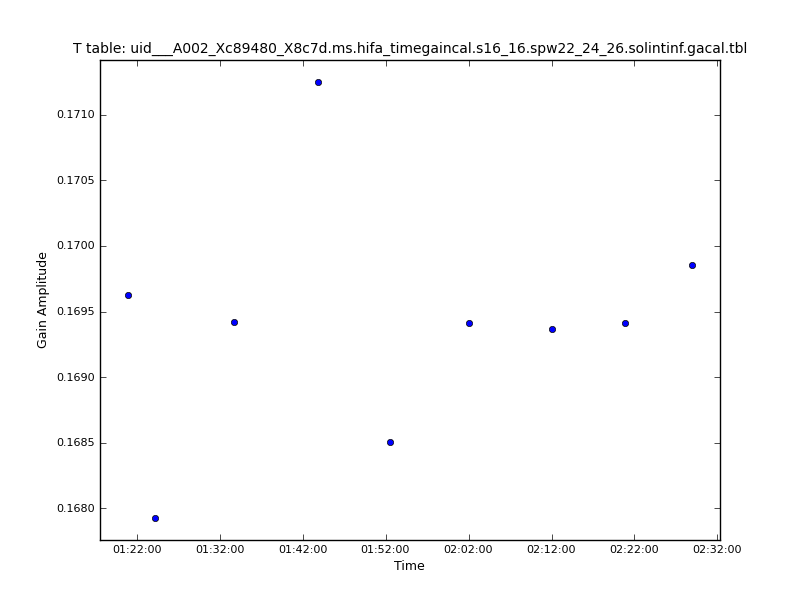 T table: uid___A002_Xc89480_X8c7d.ms.hifa_timegaincal.s16_16.spw22_24_26.solintinf.gacal.tbl
Gain Amplitude
0.1710
0.1705
0.1700
0.1695
0.1690
0.1685
0.1680
01:22:00 01:32:00 01:42:00 01:52:00 02:02:00 02:12:00 02:22:00 02:32:00
Time